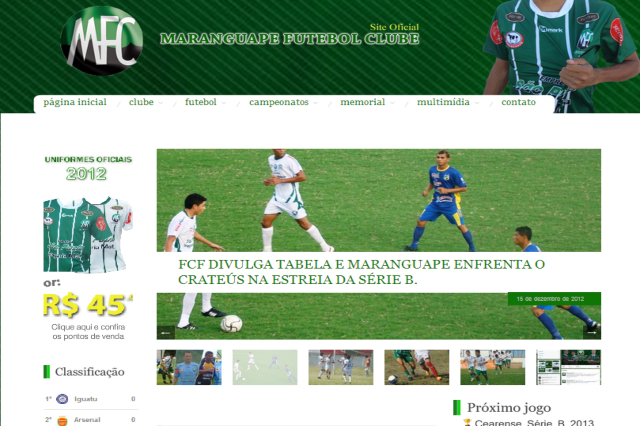 MFC
Site Oficial
MARANGUAPE FUTEBOL CLUBE
página inicial / clube / futebol / campeonatos / memorial / multimídia / contato
UNIFORMES OFICIAIS
2012
or:
R$ 45
Clique aqui e confira
os pontos de venda
FCF DIVULGA TABELA E MARANGUAPE ENFRENTA O
CRATEÚS NA ESTREIA DA SÉRIE B.
15 de dezembro de 2012
Classificação
1º Iguatu 0
2º Arsenal 0
Próximo jogo
Cearense, Série, B, 2013